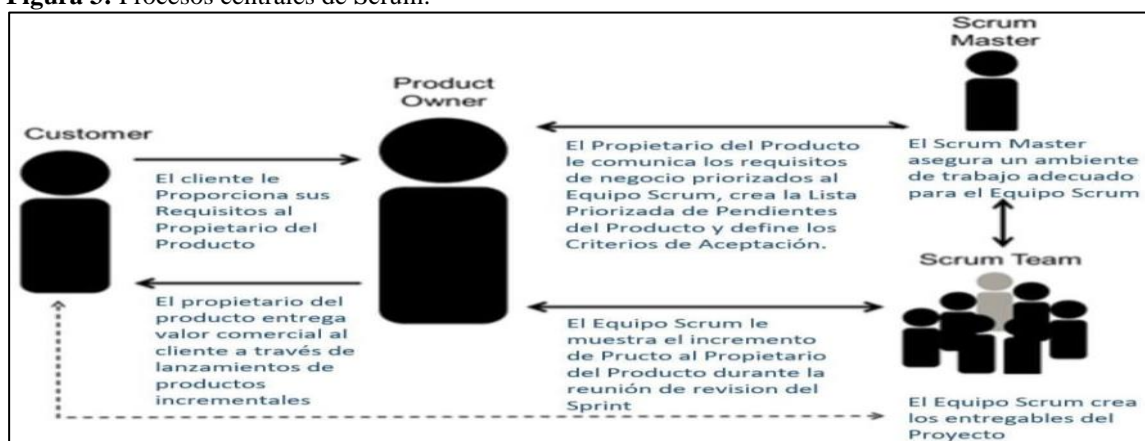 Figura 3: Procesos centrales de Scrum.
Scrum
Master
Product
Owner
Customer
El cliente le
Proporciona sus
Requisitos al
Propietario del
Producto
El Propietario del Producto
le comunica los requisitos
de negocio priorizados al
Equipo Scrum, crea la Lista
Priorizada de Pendientes
del Producto y define los
Criterios de Aceptación.
El Scrum Master
asegura un ambiente
de trabajo adecuado
para el Equipo Scrum
Scrum Team
El propietario del
producto entrega
valor comercial al
cliente a través de
lanzamientos de
productos
incrementales
El Equipo Scrum le
muestra el incremento
de Pructo al Propietario
del Producto durante la
reunión de revision del
Sprint
El Equipo Scrum crea
los entregables del
Proyecto